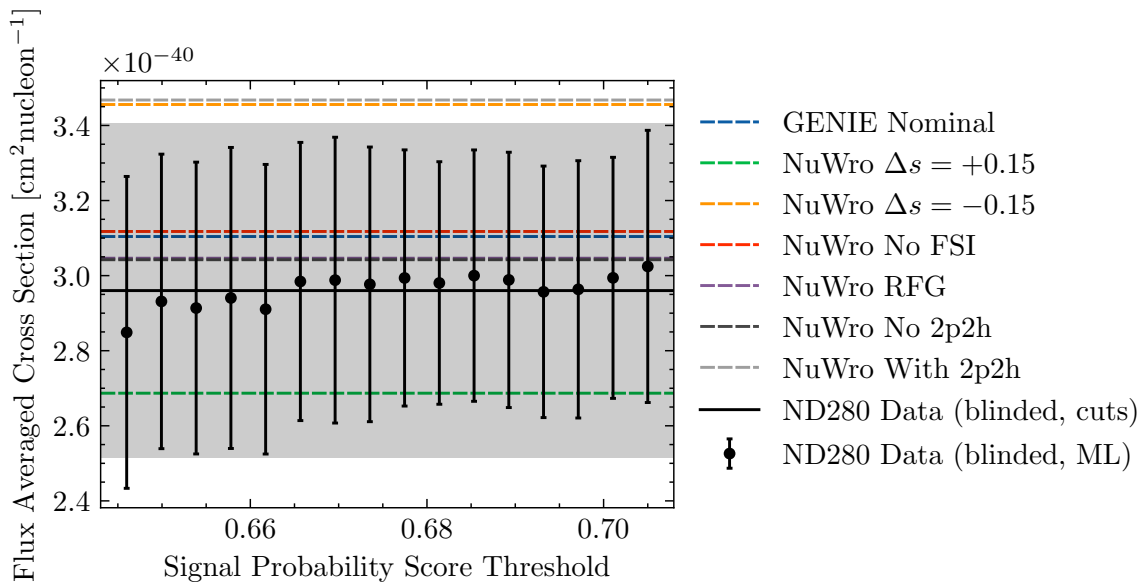 ×10⁻⁴⁰
Flux Averaged Cross Section [cm² nucleon⁻¹]
3.4
3.2
3.0
2.8
2.6
2.4
0.66 0.68 0.70
Signal Probability Score Threshold
GENIE Nominal
NuWro Δs = +0.15
NuWro Δs = −0.15
NuWro No FSI
NuWro RFG
NuWro No 2p2h
NuWro With 2p2h
ND280 Data (blinded, cuts)
ND280 Data (blinded, ML)